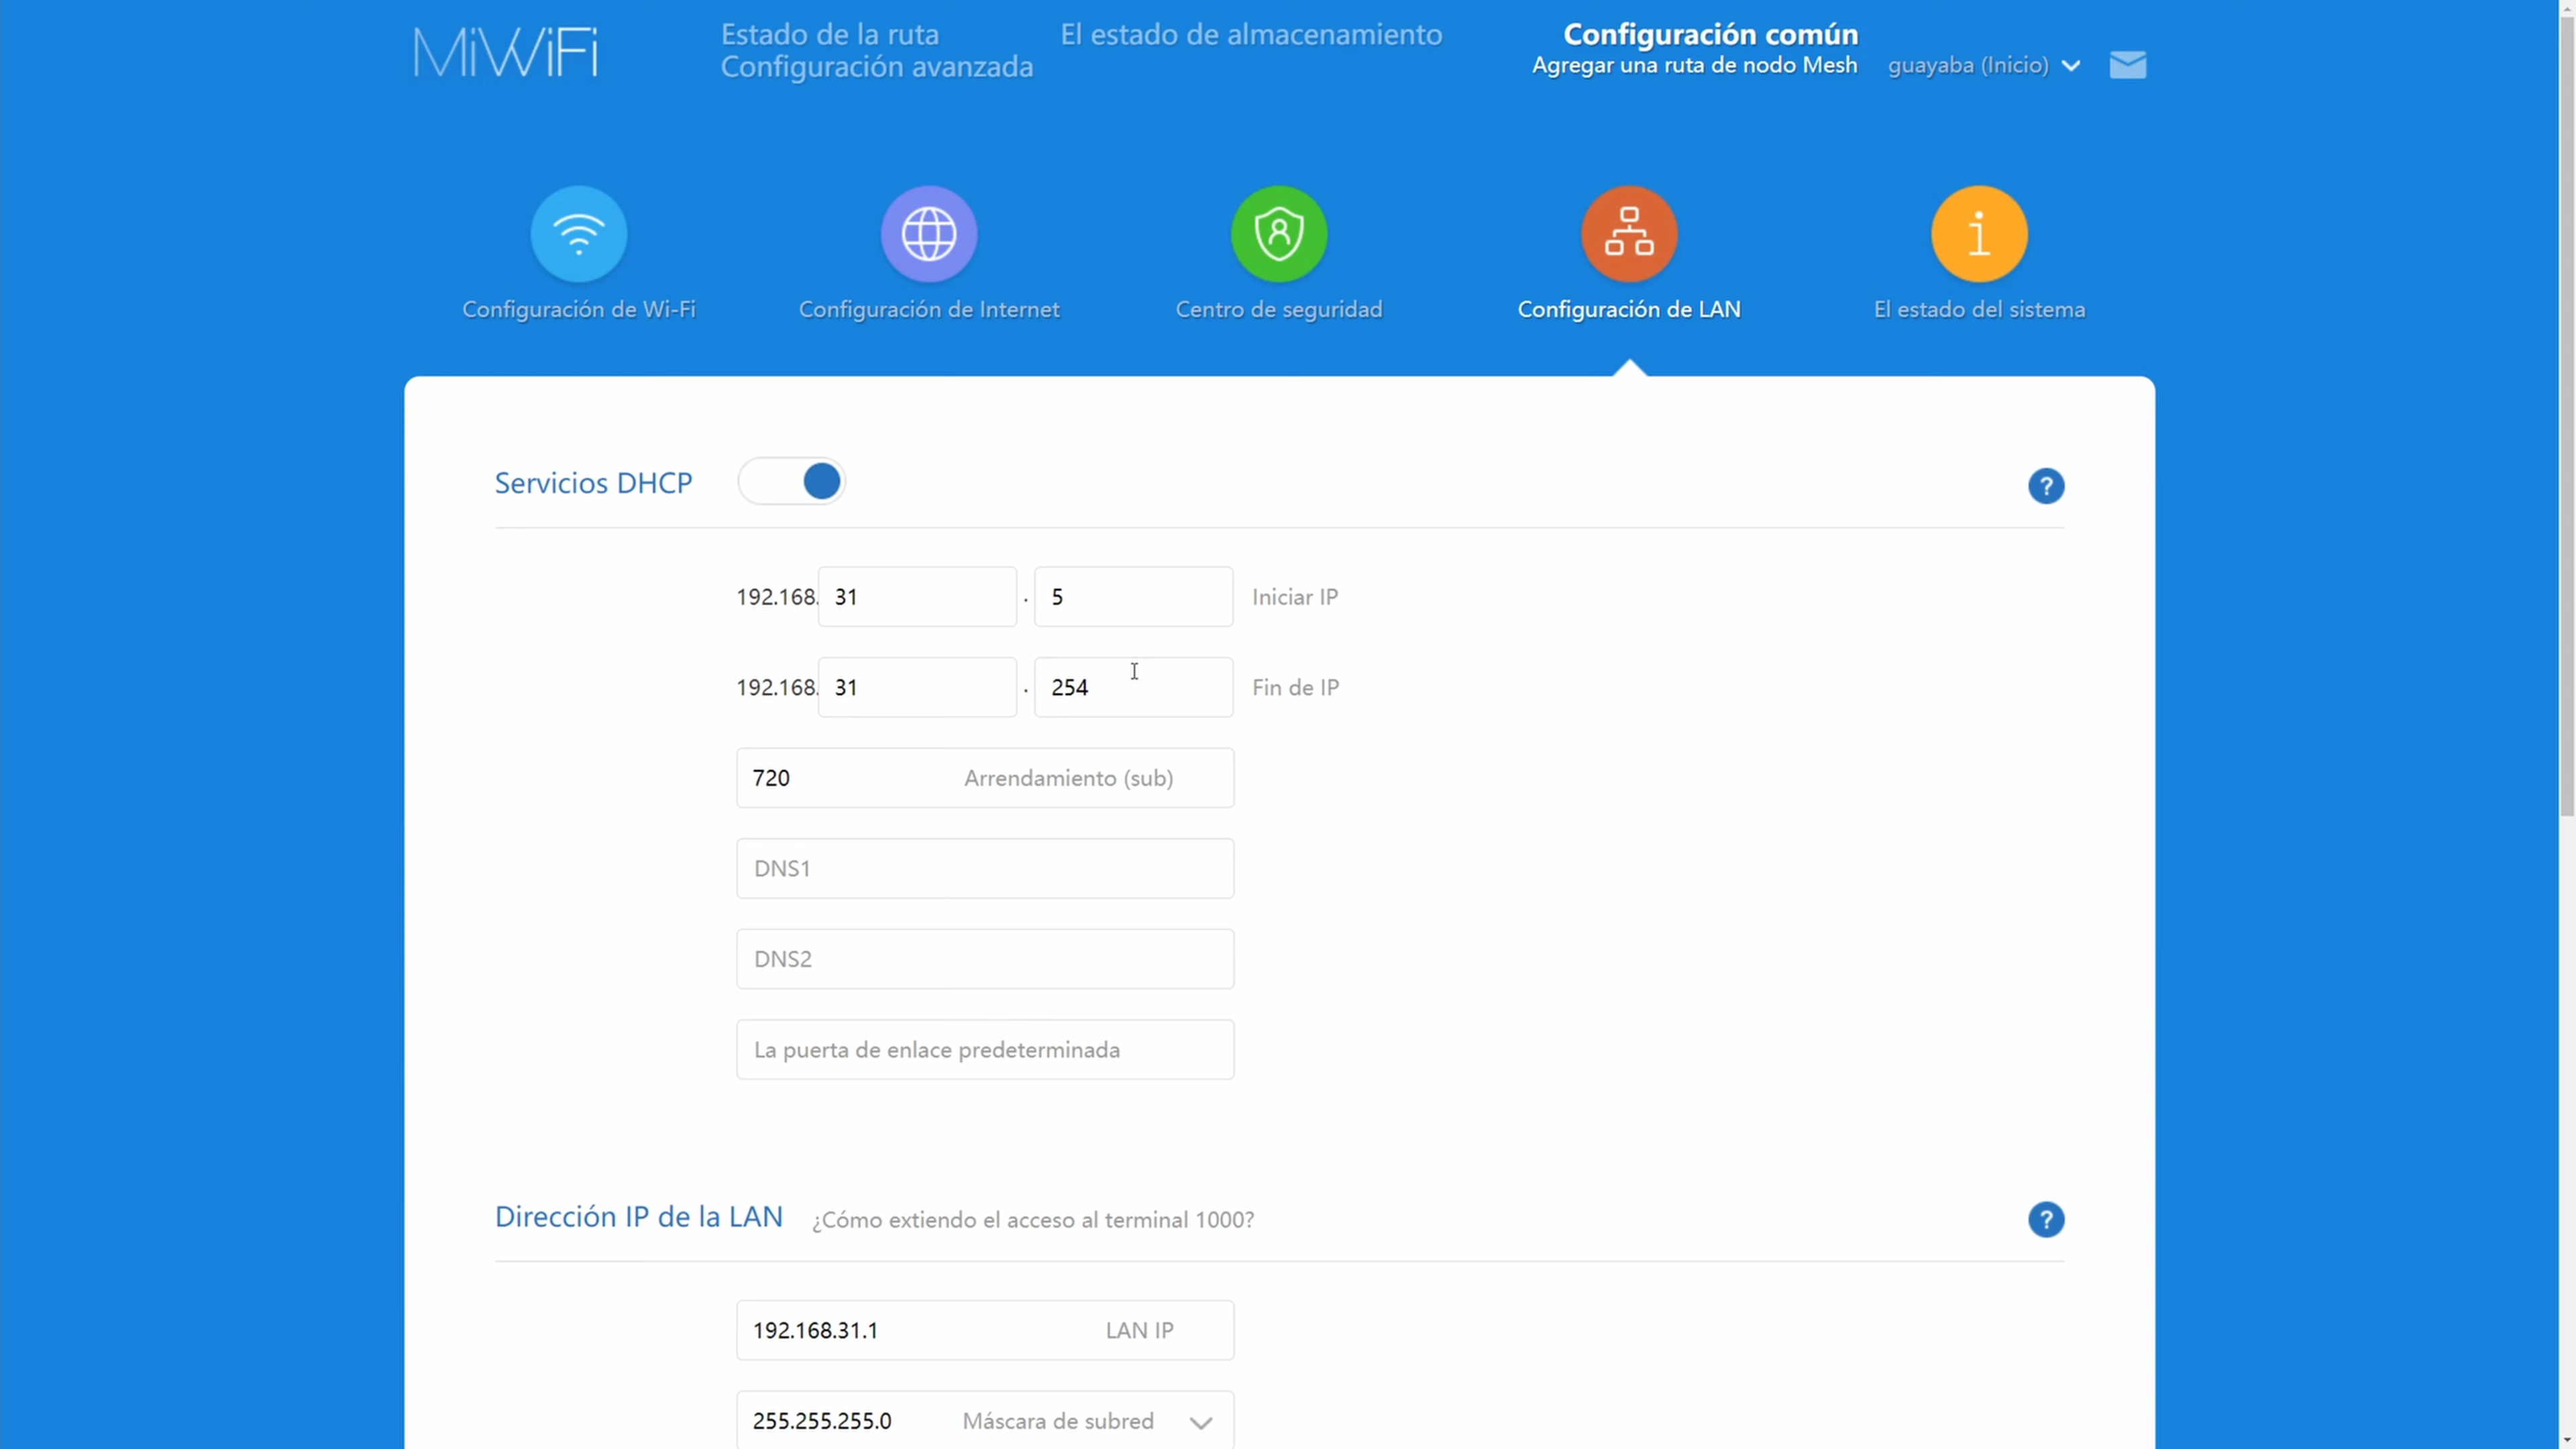 MiWiFi
Estado de la ruta
El estado de almacenamiento
Configuración común
Configuración avanzada
Agregar una ruta de nodo Mesh
guayaba (Inicio)
Configuración de Wi-Fi
Configuración de Internet
Centro de seguridad
Configuración de LAN
El estado del sistema
Servicios DHCP
?
192.168. 31 . 5 Iniciar IP
192.168. 31 . 254 Fin de IP
720 Arrendamiento (sub)
DNS1
DNS2
La puerta de enlace predeterminada
Dirección IP de la LAN ¿Cómo extiendo el acceso al terminal 1000?
?
192.168.31.1 LAN IP
255.255.255.0 Máscara de subred